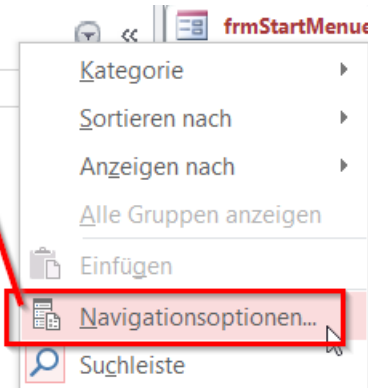 frmStartMenue
Kategorie
Sortieren nach
Anzeigen nach
Alle Gruppen anzeigen
Einfügen
Navigationsoptionen...
Suchleiste